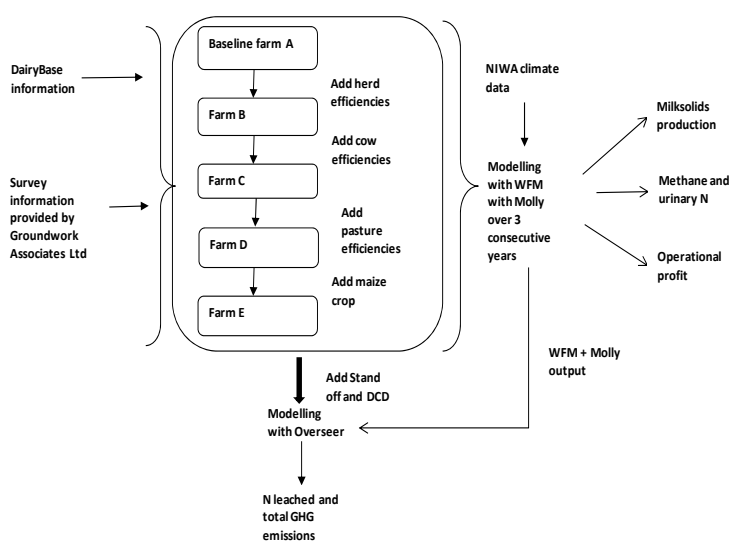 DairyBase
information
Survey
information
provided by
Groundwork
Associates Ltd
Baseline farm A
Add herd
efficiencies
Farm B
Add cow
efficiencies
Farm C
Add
pasture
efficiencies
Farm D
Add maize
crop
Farm E
NIWA climate
data
Modelling
with WFM
with Molly
over 3
consecutive
years
Milksolids
production
Methane and
urinary N
Operational
profit
WFM + Molly
output
Add Stand
off and DCD
Modelling
with Overseer
N leached and
total GHG
emissions